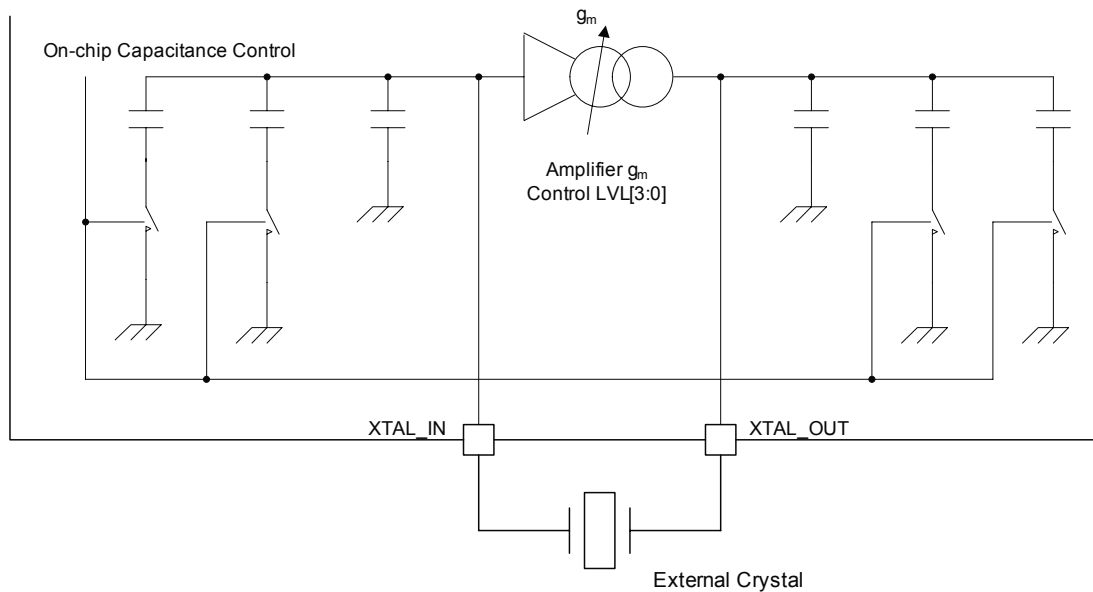 gm
On-chip Capacitance Control
Amplifier gm
Control LVL[3:0]
XTAL_IN
XTAL_OUT
External Crystal